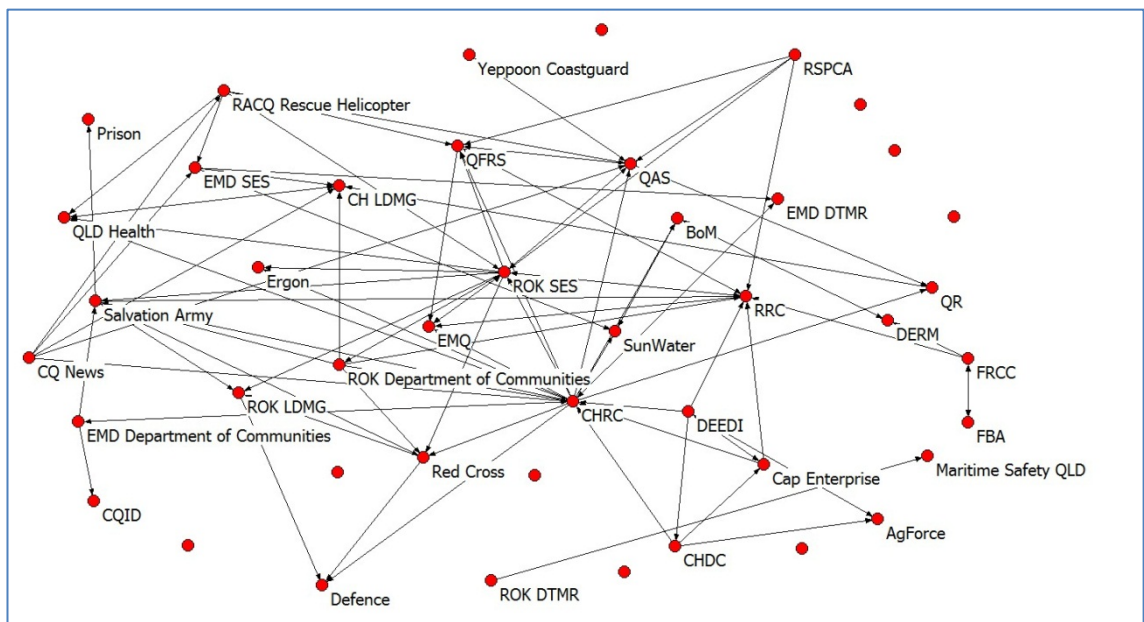 Yeppoon Coastguard
RSPCA
RACQ Rescue Helicopter
Prison
QFRS
QAS
EMD SES
CH LDMG
EMD DTMR
QLD Health
BoM
Ergon
ROK SES
QR
Salvation Army
RRC
EMQ
SunWater
DERM
CQ News
ROK Department of Communities
FRCC
ROK LDMG
CHRC
DEEDI
EMD Department of Communities
FBA
Red Cross
Cap Enterprise
Maritime Safety QLD
CQID
AgForce
CHDC
Defence
ROK DTMR